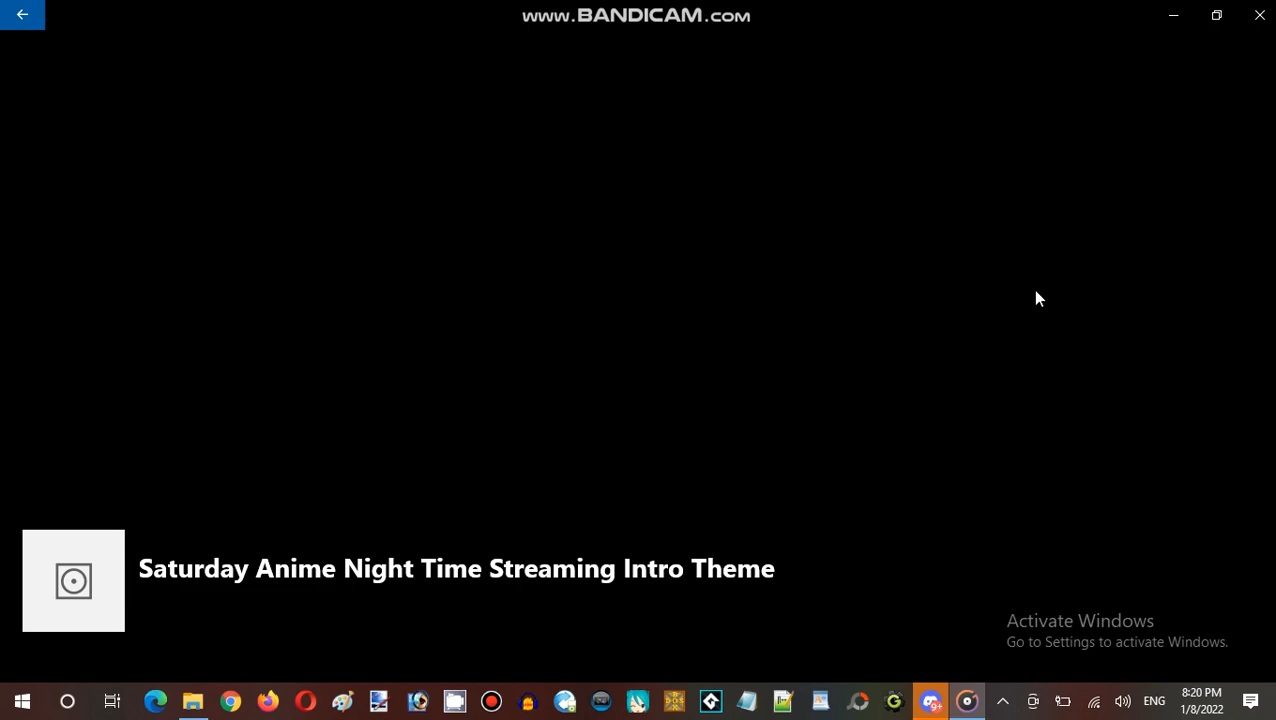 www.BANDICAM.com
Saturday Anime Night Time Streaming Intro Theme
Activate Windows
Go to Settings to activate Windows.
9+
ENG
8:20 PM
1/8/2022